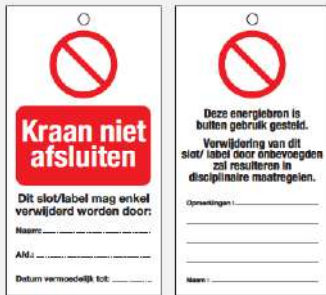 Kraan niet
afsluiten
Dit slot/label mag enkel
verwijderd worden door:
Naam:
Afd.:
Datum vermoedelijk tot:
Deze energiebron is
buiten gebruik gesteld.
Verwijdering van dit
slot/ label door onbevoegden
zal resulteren in
disciplinaire maatregelen.
Opmerkingen :
Naam :